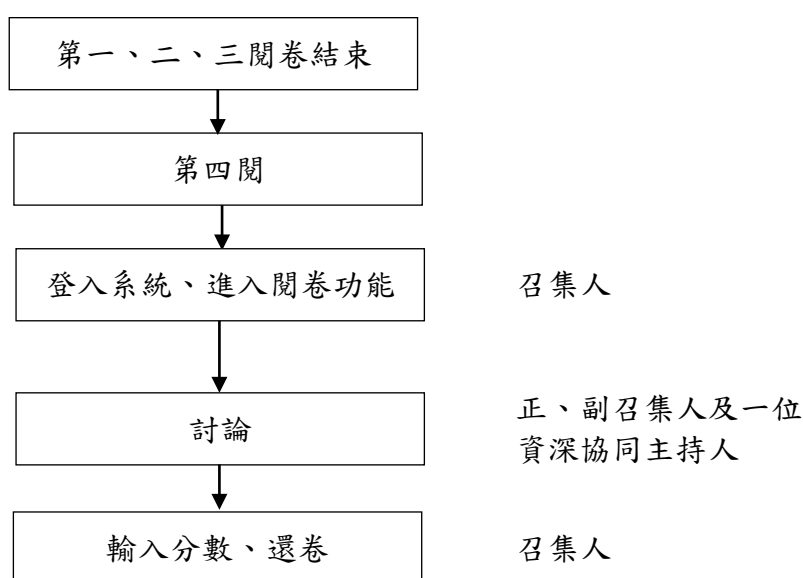 第一、二、三閱卷結束
第四閱
登入系統、進入閱卷功能
召集人
討論
正、副召集人及一位
資深協同主持人
輸入分數、還卷
召集人